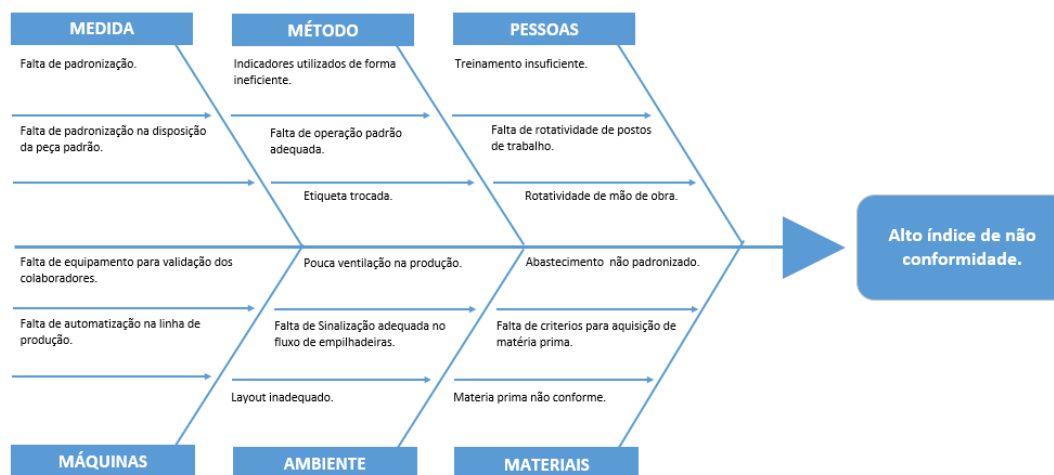 MEDIDA
MÉTODO
PESSOAS
Falta de padronização.
Indicadores utilizados de forma
ineficiente.
Treinamento insuficiente.
Falta de padronização na disposição
da peça padrão.
Falta de operação padrão
adequada.
Falta de rotatividade de postos
de trabalho.
Etiqueta trocada.
Rotatividade de mão de obra.
Alto índice de não
conformidade.
Falta de equipamento para validação dos
colaboradores.
Pouca ventilação na produção.
Abastecimento não padronizado.
Falta de automatização na linha de
produção.
Falta de Sinalização adequada no
fluxo de empilhadeiras.
Falta de criterios para aquisição de
matéria prima.
Layout inadequado.
Materia prima não conforme.
MÁQUINAS
AMBIENTE
MATERIAIS